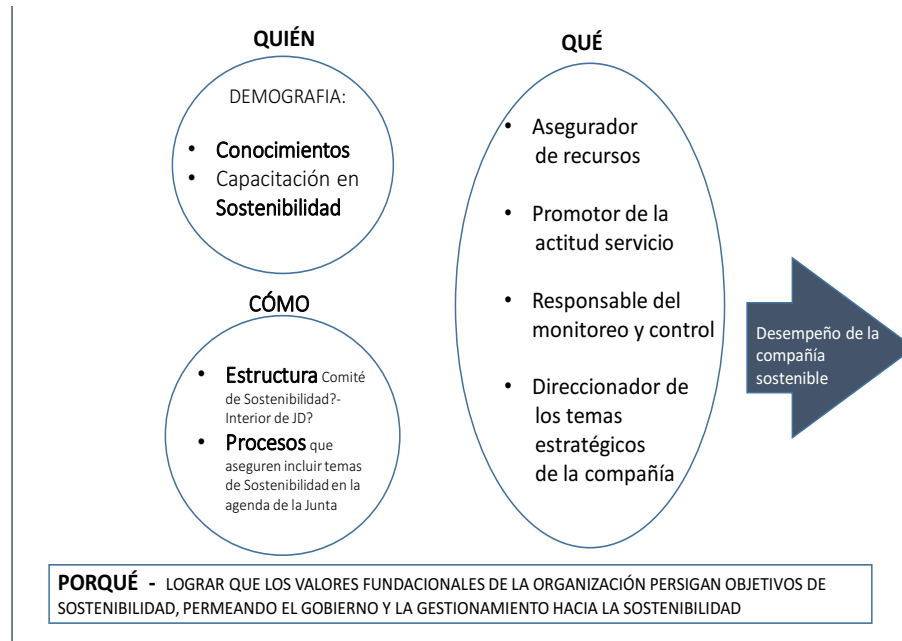 QUIÉN
DEMOGRAFIA:
• Conocimientos
• Capacitación en
Sostenibilidad
CÓMO
• Estructura Comité
de Sostenibilidad?-
Interior de JD?
• Procesos que
aseguren incluir temas
de Sostenibilidad en la
agenda de la Junta
QUÉ
• Asegurador
de recursos
• Promotor de la
actitud servicio
• Responsable del
monitoreo y control
• Direccionador de
los temas
estratégicos
de la compañía
Desempeño de la
compañía
sostenible
PORQUÉ - LOGRAR QUE LOS VALORES FUNDACIONALES DE LA ORGANIZACIÓN PERSIGAN OBJETIVOS DE
SOSTENIBILIDAD, PERMEANDO EL GOBIERNO Y LA GESTIONAMIENTO HACIA LA SOSTENIBILIDAD